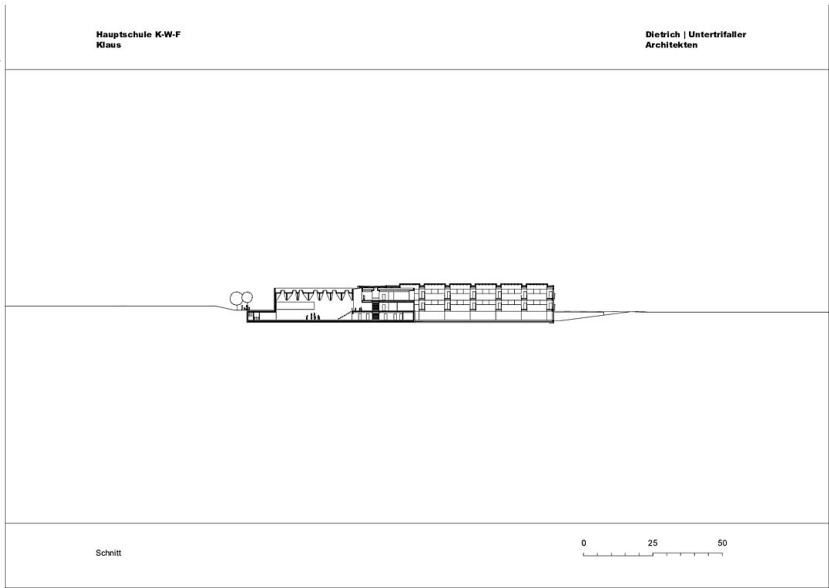 Hauptschule K-W-F
Klaus
Dietrich | Untertrifaller
Architekten
Schnitt
0 25 50